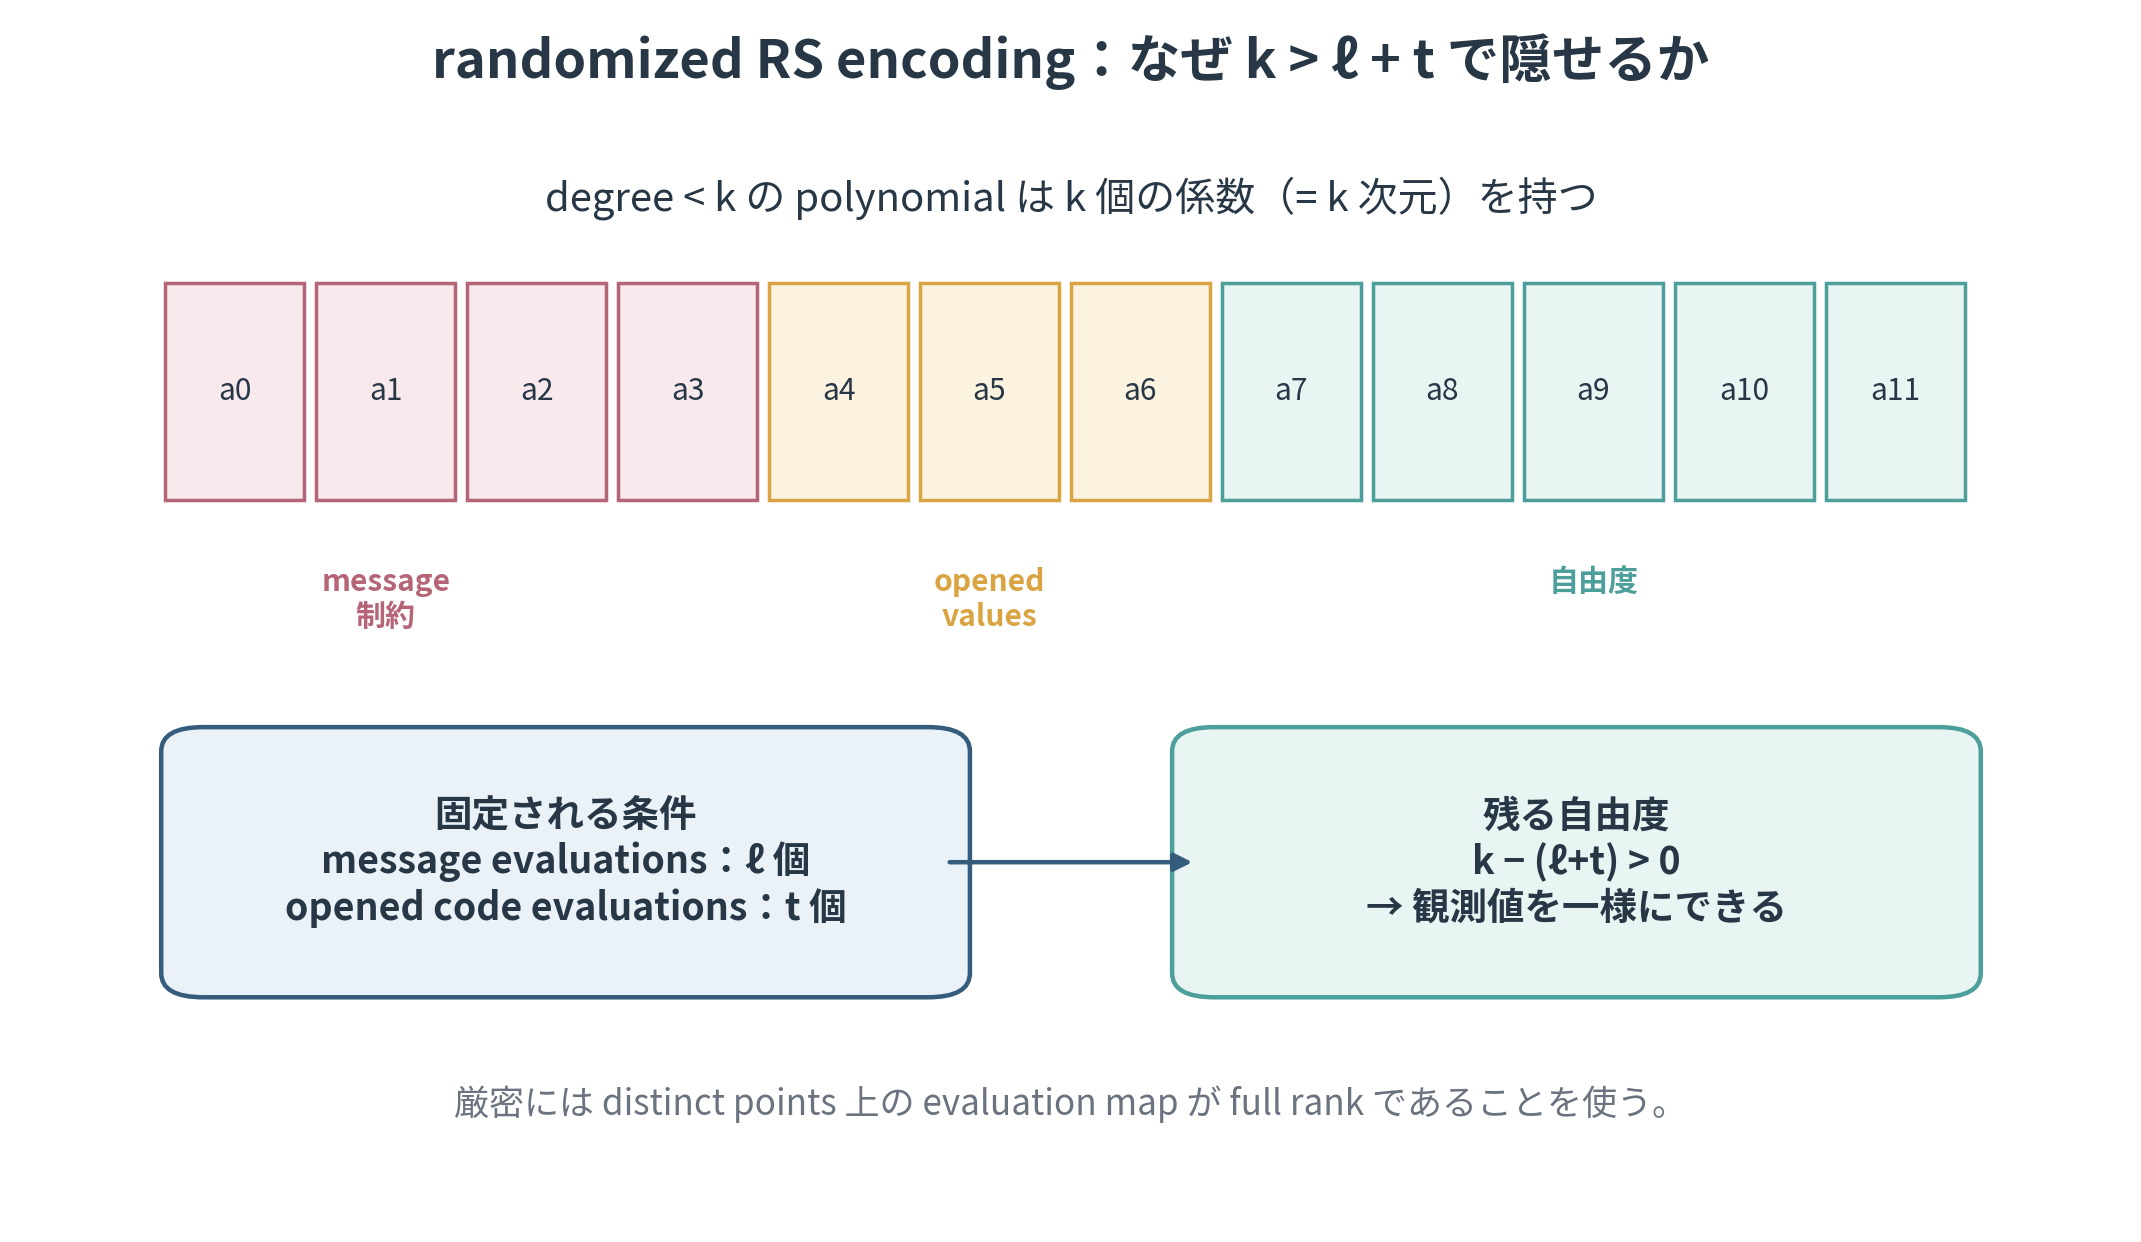 randomized RS encoding：なぜ k > ℓ + t で隠せるか
degree < k の polynomial は k 個の係数（= k 次元）を持つ
a0 a1 a2 a3 a4 a5 a6 a7 a8 a9 a10 a11
message
制約
opened
values
自由度
固定される条件
message evaluations：ℓ 個
opened code evaluations：t 個
残る自由度
k − (ℓ+t) > 0
→ 観測値を一様にできる
厳密には distinct points 上の evaluation map が full rank であることを使う。